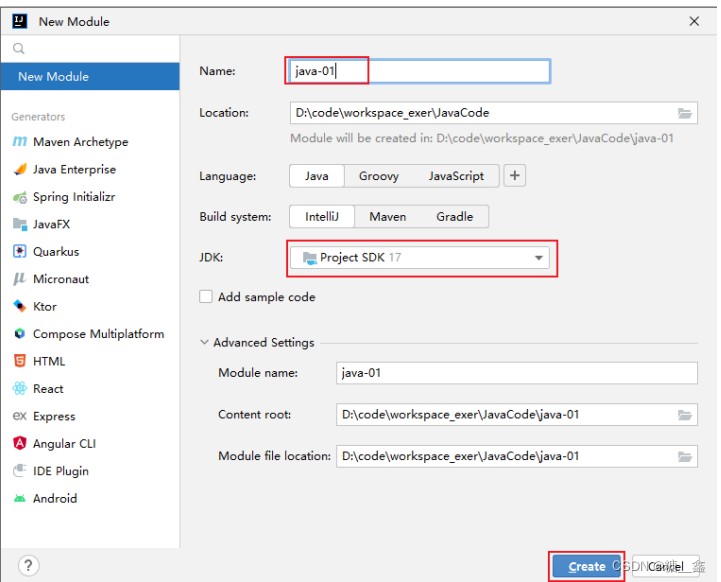 New Module
New Module
Generators
Maven Archetype
Java Enterprise
Spring Initializr
JavaFX
Quarkus
Micronaut
Ktor
Compose Multiplatform
HTML
React
ex Express
Angular CLI
IDE Plugin
Android
?
Name: java-01
Location: D:\code\workspace_exer\JavaCode
Module will be created in: D:\code\workspace_exer\JavaCode\java-01
Language: Java Groovy JavaScript +
Build system: IntelliJ Maven Gradle
JDK: Project SDK 17
Add sample code
Advanced Settings
Module name: java-01
Content root: D:\code\workspace_exer\JavaCode\java-01
Module file location: D:\code\workspace_exer\JavaCode\java-01
Create Cancel